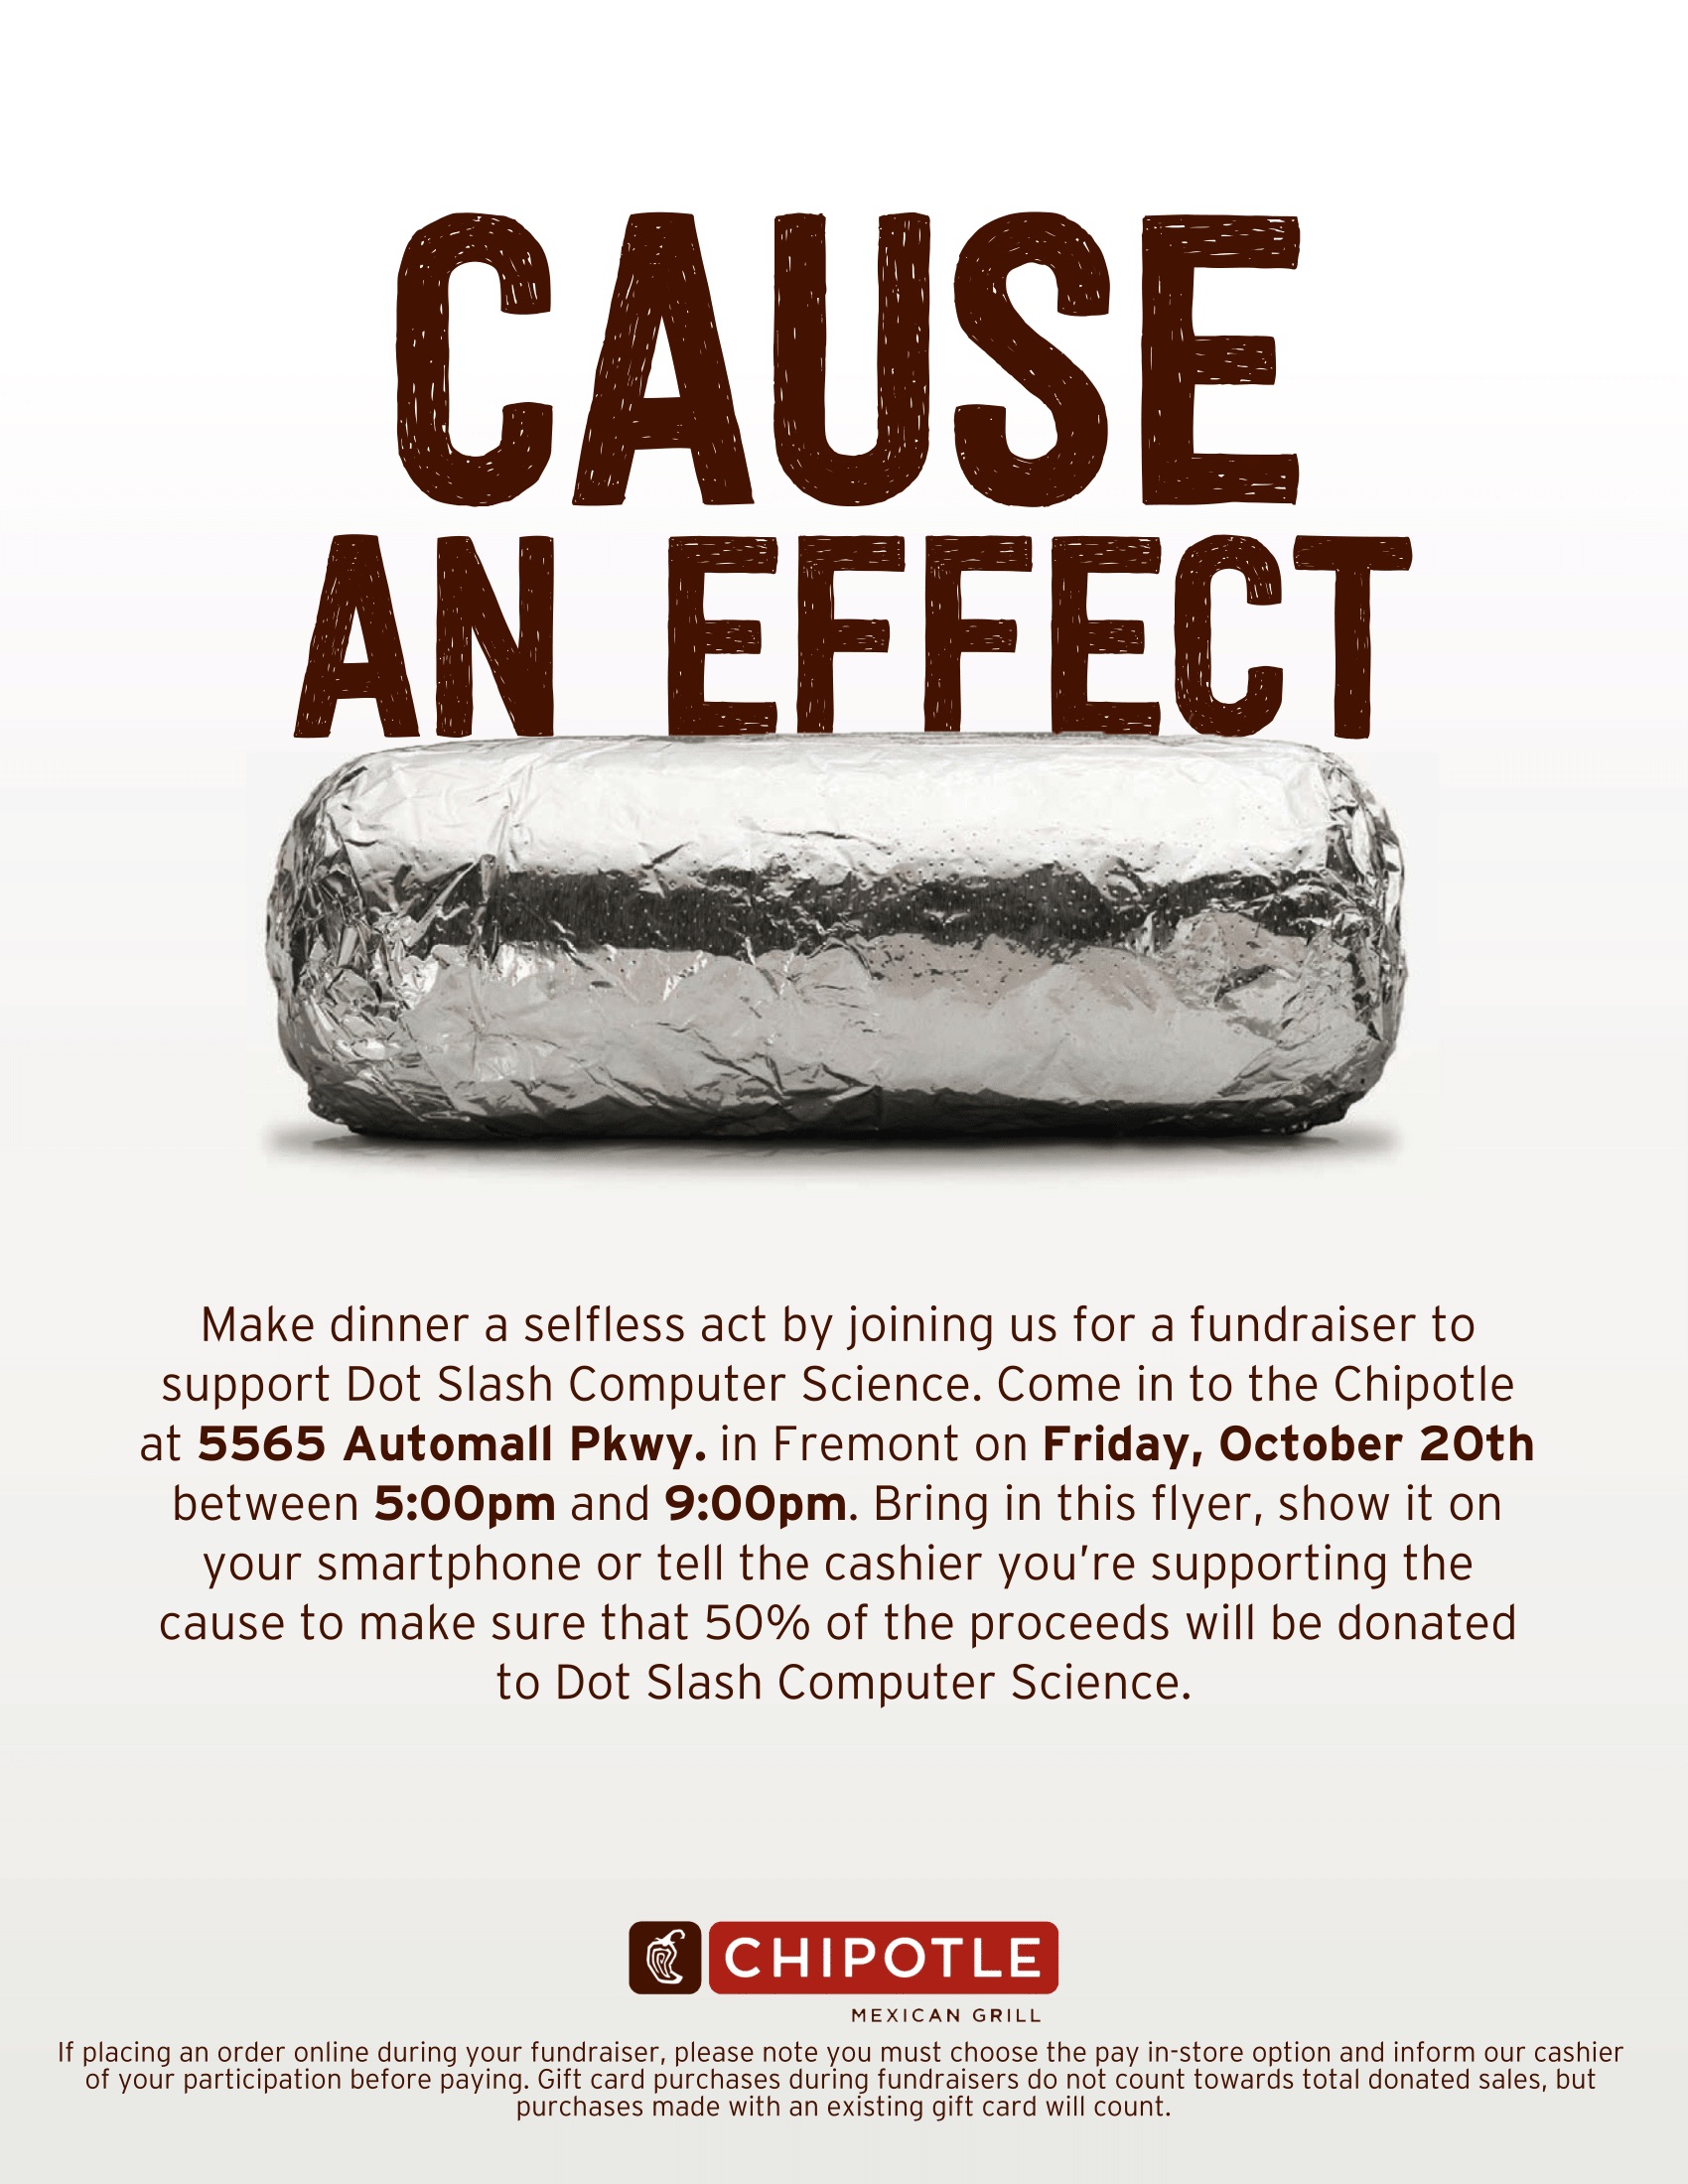 CAUSE
AN EFFECT
Make dinner a selfless act by joining us for a fundraiser to
support Dot Slash Computer Science. Come in to the Chipotle
at 5565 Automall Pkwy. in Fremont on Friday, October 20th
between 5:00pm and 9:00pm. Bring in this flyer, show it on
your smartphone or tell the cashier you’re supporting the
cause to make sure that 50% of the proceeds will be donated
to Dot Slash Computer Science.
CHIPOTLE
MEXICAN GRILL
If placing an order online during your fundraiser, please note you must choose the pay in-store option and inform our cashier
of your participation before paying. Gift card purchases during fundraisers do not count towards total donated sales, but
purchases made with an existing gift card will count.